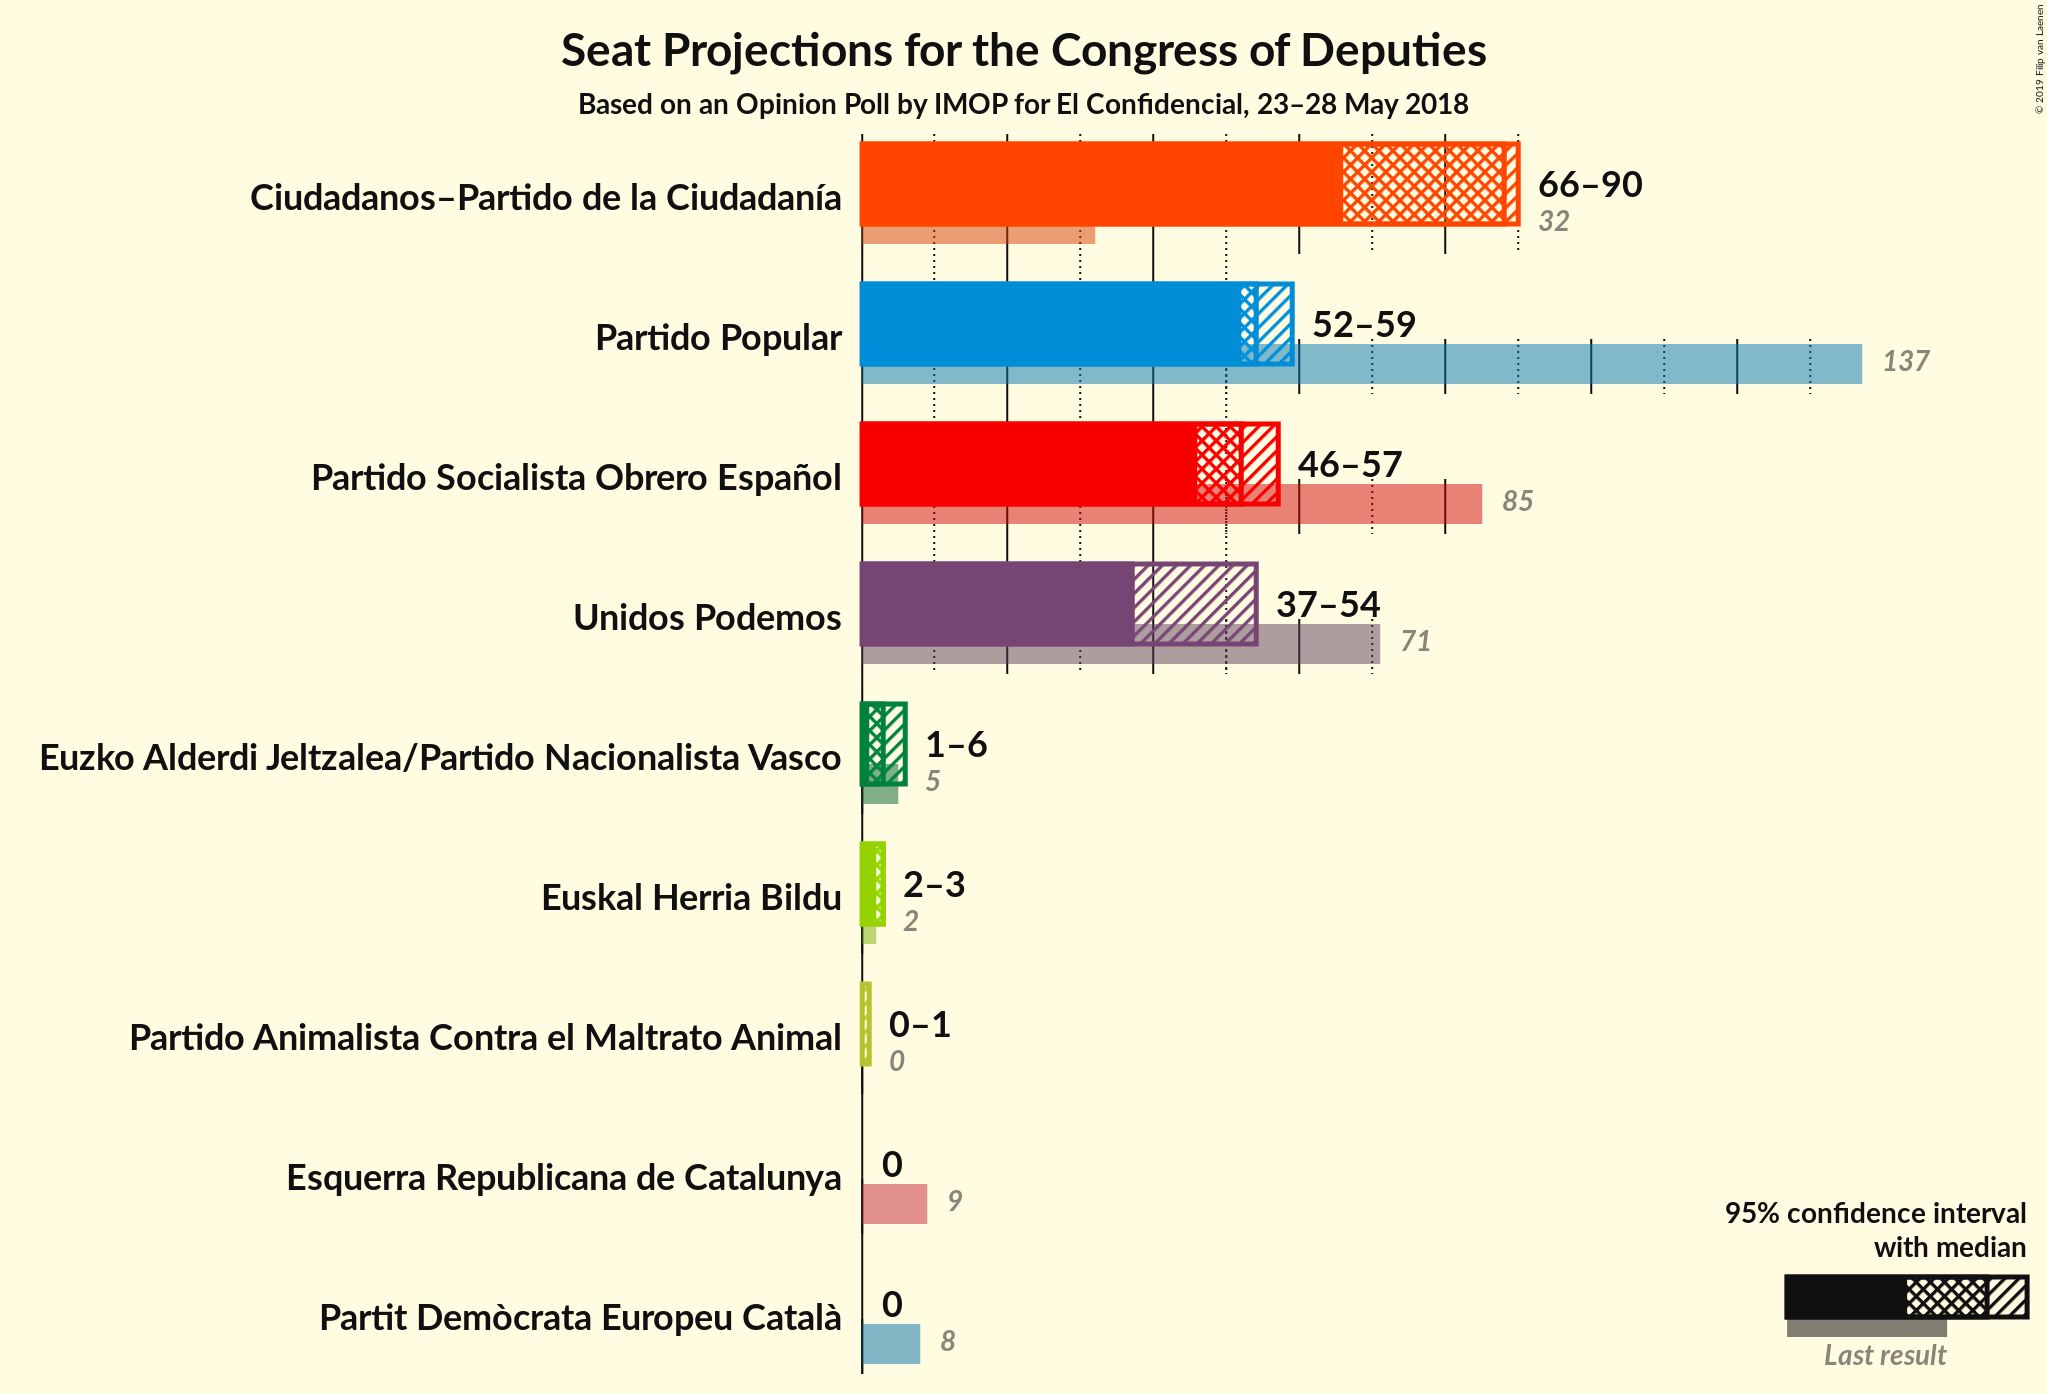 Seat Projections for the Congress of Deputies
Based on an Opinion Poll by IMOP for El Confidencial, 23–28 May 2018
© 2019 Filip van Laenen
Ciudadanos–Partido de la Ciudadanía
66–90
32
Partido Popular
52–59
137
Partido Socialista Obrero Español
46–57
85
Unidos Podemos
37–54
71
Euzko Alderdi Jeltzalea/Partido Nacionalista Vasco
1–6
5
Euskal Herria Bildu
2–3
2
Partido Animalista Contra el Maltrato Animal
0–1
0
Esquerra Republicana de Catalunya
0
9
Partit Demòcrata Europeu Català
0
8
95% confidence interval
with median
Last result